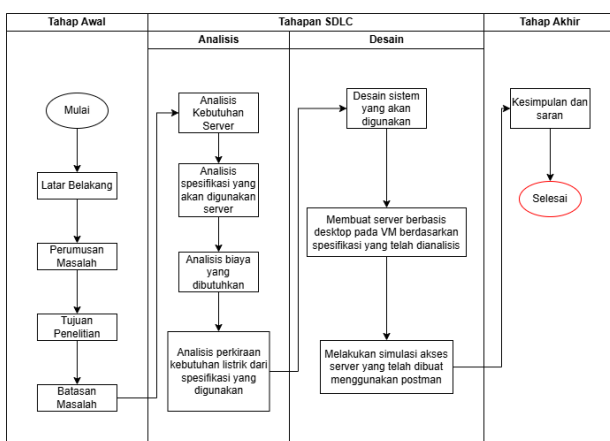 Tahap Awal
Tahapan SDLC
Tahap Akhir
Analisis
Desain
Mulai
Latar Belakang
Perumusan
Masalah
Tujuan
Penelitian
Batasan
Masalah
Analisis
Kebutuhan
Server
Analisis
spesifikasi yang
akan digunakan
server
Analisis biaya
yang
dibutuhkan
Analisis perkiraan
kebutuhan listrik dari
spesifikasi yang
digunakan
Desain sistem
yang akan
digunakan
Membuat server berbasis
desktop pada VM berdasarkan
spesifikasi yang telah dianalisis
Melakukan simulasi akses
server yang telah dibuat
menggunakan postman
Kesimpulan dan
saran
Selesai